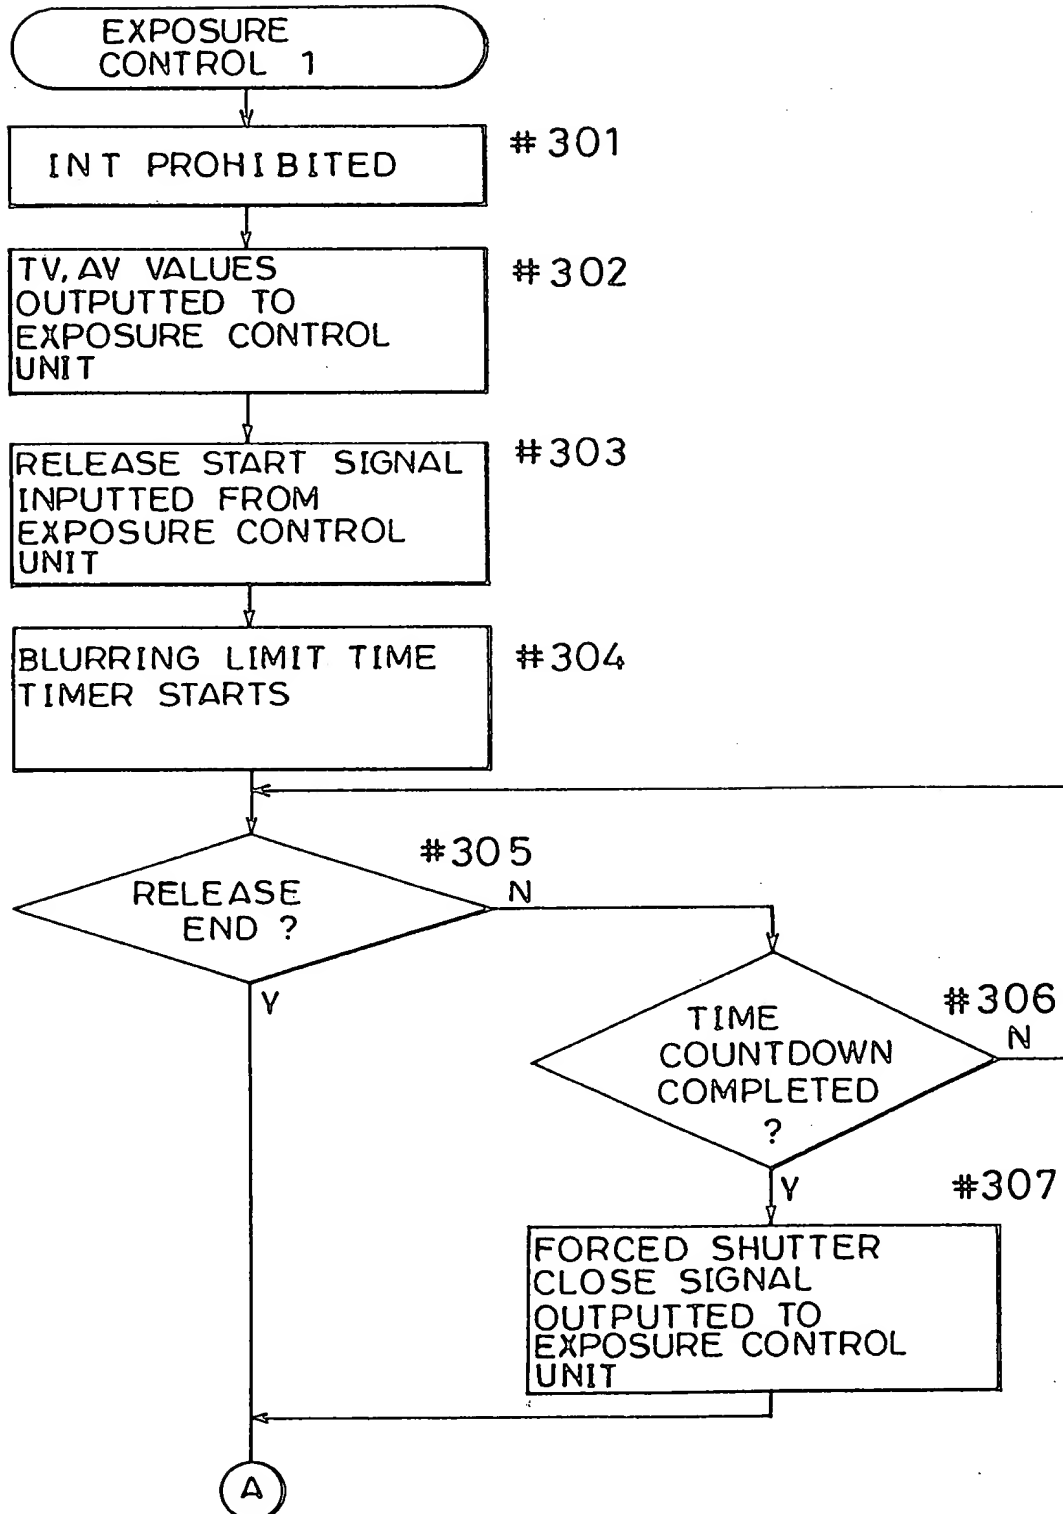 EXPOSURE
CONTROL 1
INT PROHIBITED
#301
TV, AV VALUES
OUTPUTTED TO
EXPOSURE CONTROL
UNIT
#302
RELEASE START SIGNAL
INPUTTED FROM
EXPOSURE CONTROL
UNIT
#303
BLURRING LIMIT TIME
TIMER STARTS
#304
#305
RELEASE
END ?
N
Y
#306
TIME
COUNTDOWN
COMPLETED
?
N
Y
#307
FORCED SHUTTER
CLOSE SIGNAL
OUTPUTTED TO
EXPOSURE CONTROL
UNIT
A